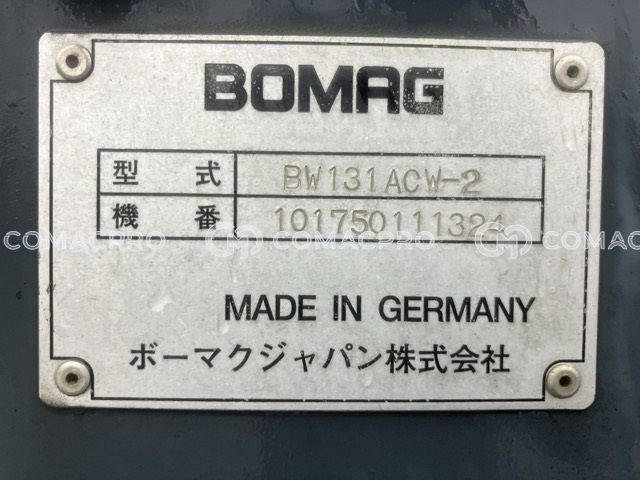 BOMAG
型式 BW131ACW-2
機番 101750111324
COMACPRO COMACPRO COMACPRO
MADE IN GERMANY
ボーマクジャパン株式会社